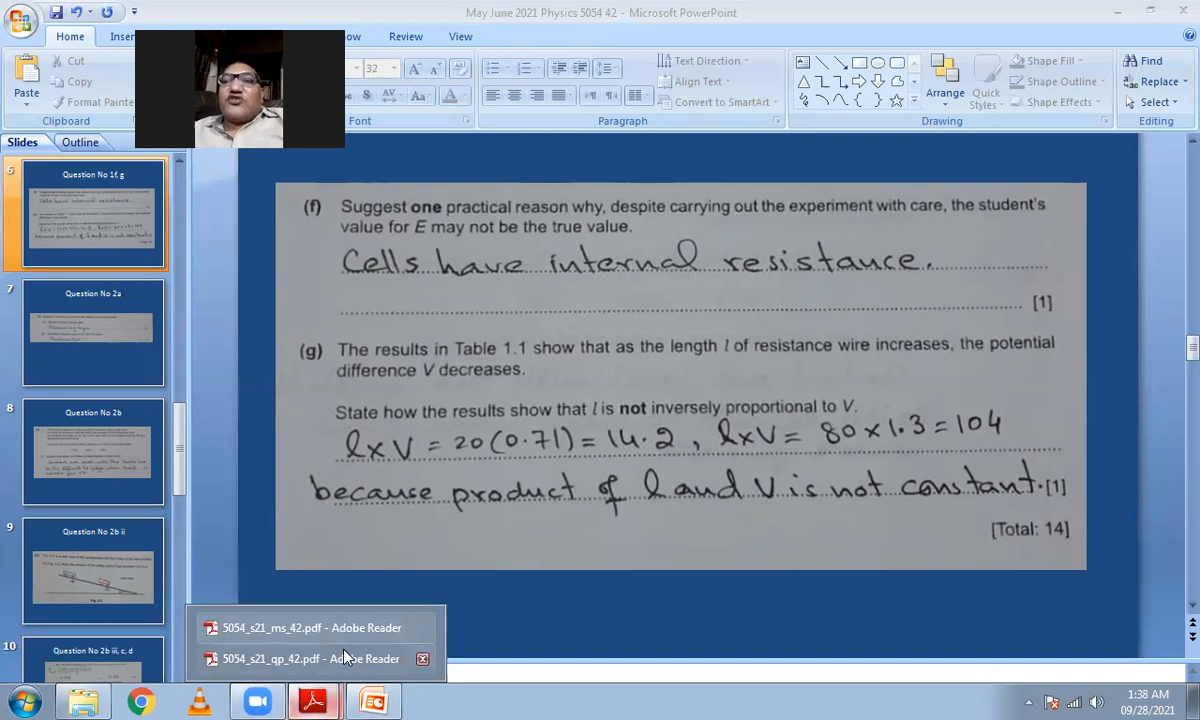 May June 2021 Physics 5054 42 - Microsoft PowerPoint
Home
Review
View
Paste
Cut
Copy
Format Painte
Clipboard
32
Font
Paragraph
Text Direction
Align Text
Convert to SmartArt
Arrange
Quick
Styles
Shape Fill
Shape Outline
Shape Effects
Drawing
Find
Replace
Select
Editing
Slides
Outline
6
Question No 1f, g
7
Question No 2a
8
Question No 2b
9
Question No 2b ii
10
Question No 2b iii, c, d
(f) Suggest one practical reason why, despite carrying out the experiment with care, the student's
value for E may not be the true value.
Cells have internal resistance.
[1]
(g) The results in Table 1.1 show that as the length l of resistance wire increases, the potential
difference V decreases.
State how the results show that l is not inversely proportional to V.
l x V = 20(0.71) = 14.2 , l x V = 80 x 1.3 = 104
because product of l and V is not constant. [1]
[Total: 14]
5054_s21_ms_42.pdf - Adobe Reader
5054_s21_qp_42.pdf - Adobe Reader
1:38 AM
09/28/2021